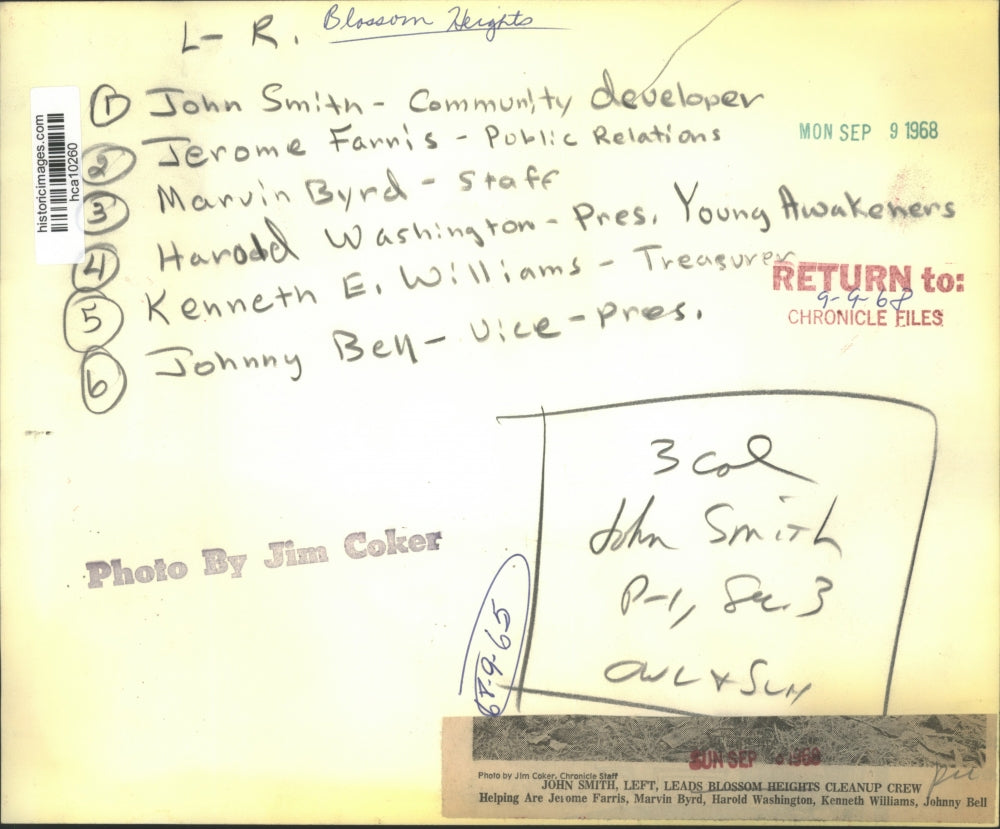 L-R. Blossom Heights
① John Smith - Community developer
② Jerome Farris - Public Relations
③ Marvin Byrd - Staff
④ Harold Washington - Pres. Young Awakeners
⑤ Kenneth E. Williams - Treasurer
⑥ Johnny Bell - Vice-Pres.
historicimages.com
hca10260
MON SEP 9 1968
RETURN to:
9-9-68
CHRONICLE FILES
3 Col
John Smith
P-1, Sec. 3
OWL & SUN
Photo By Jim Coker
68-9-65
SUN SEP 1968
Photo by Jim Coker, Chronicle Staff
JOHN SMITH, LEFT, LEADS BLOSSOM HEIGHTS CLEANUP CREW
Helping Are Jerome Farris, Marvin Byrd, Harold Washington, Kenneth Williams, Johnny Bell